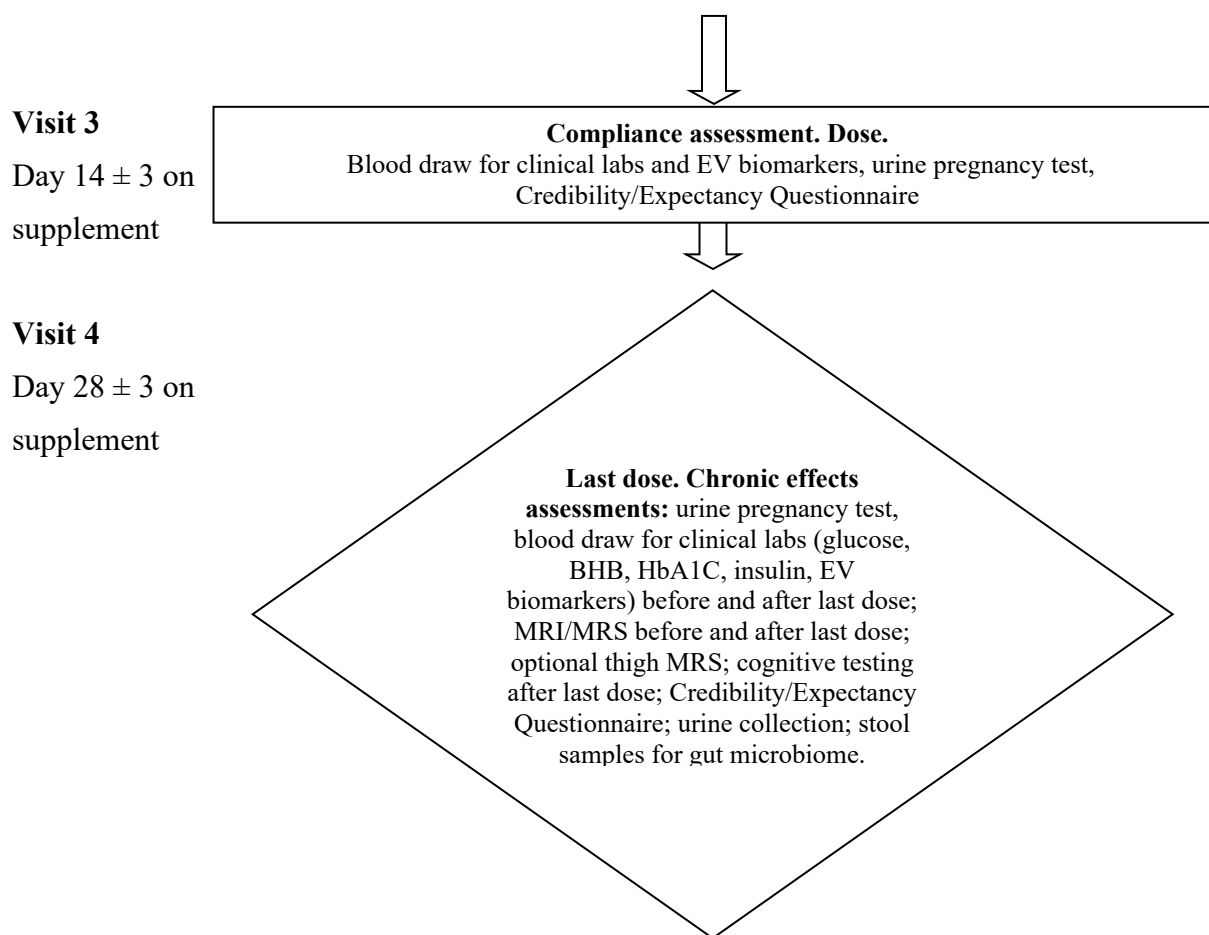 Visit 3
Day 14 ± 3 on
supplement
Compliance assessment. Dose.
Blood draw for clinical labs and EV biomarkers, urine pregnancy test,
Credibility/Expectancy Questionnaire
Visit 4
Day 28 ± 3 on
supplement
Last dose. Chronic effects
assessments: urine pregnancy test,
blood draw for clinical labs (glucose,
BHB, HbA1C, insulin, EV
biomarkers) before and after last dose;
MRI/MRS before and after last dose;
optional thigh MRS; cognitive testing
after last dose; Credibility/Expectancy
Questionnaire; urine collection; stool
samples for gut microbiome.